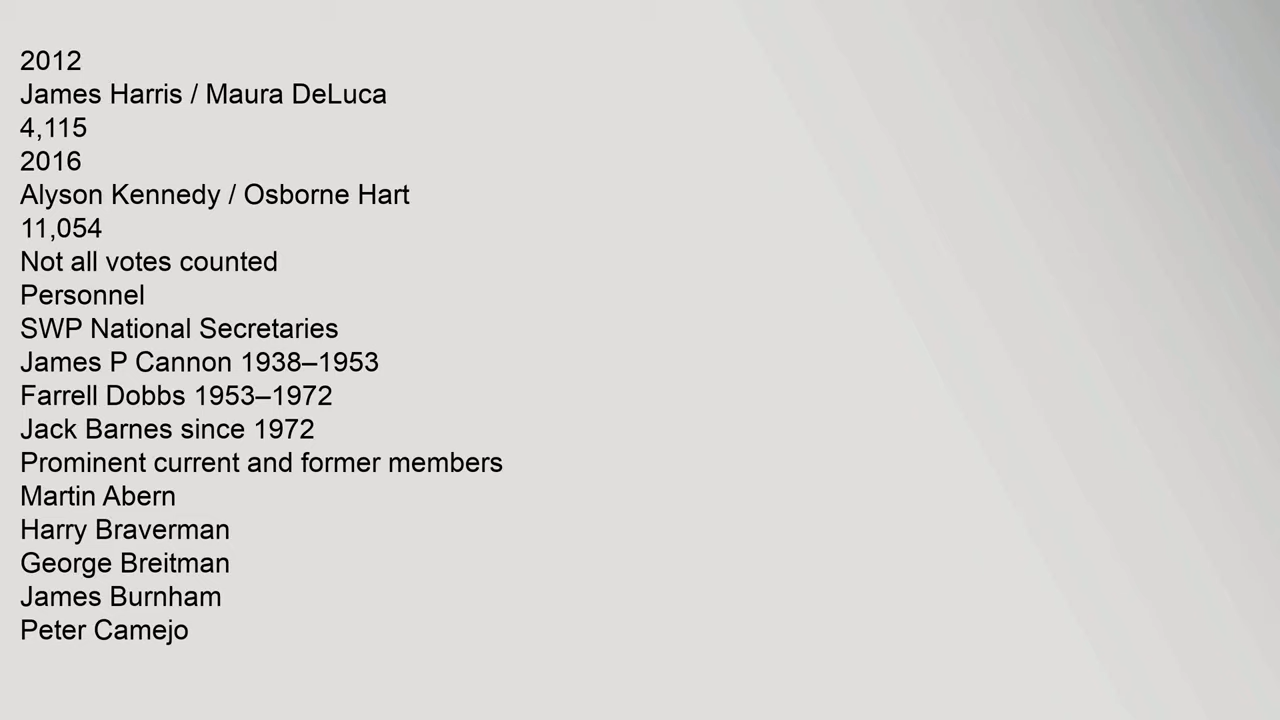 2012
James Harris / Maura DeLuca
4,115
2016
Alyson Kennedy / Osborne Hart
11,054
Not all votes counted
Personnel
SWP National Secretaries
James P Cannon 1938–1953
Farrell Dobbs 1953–1972
Jack Barnes since 1972
Prominent current and former members
Martin Abern
Harry Braverman
George Breitman
James Burnham
Peter Camejo